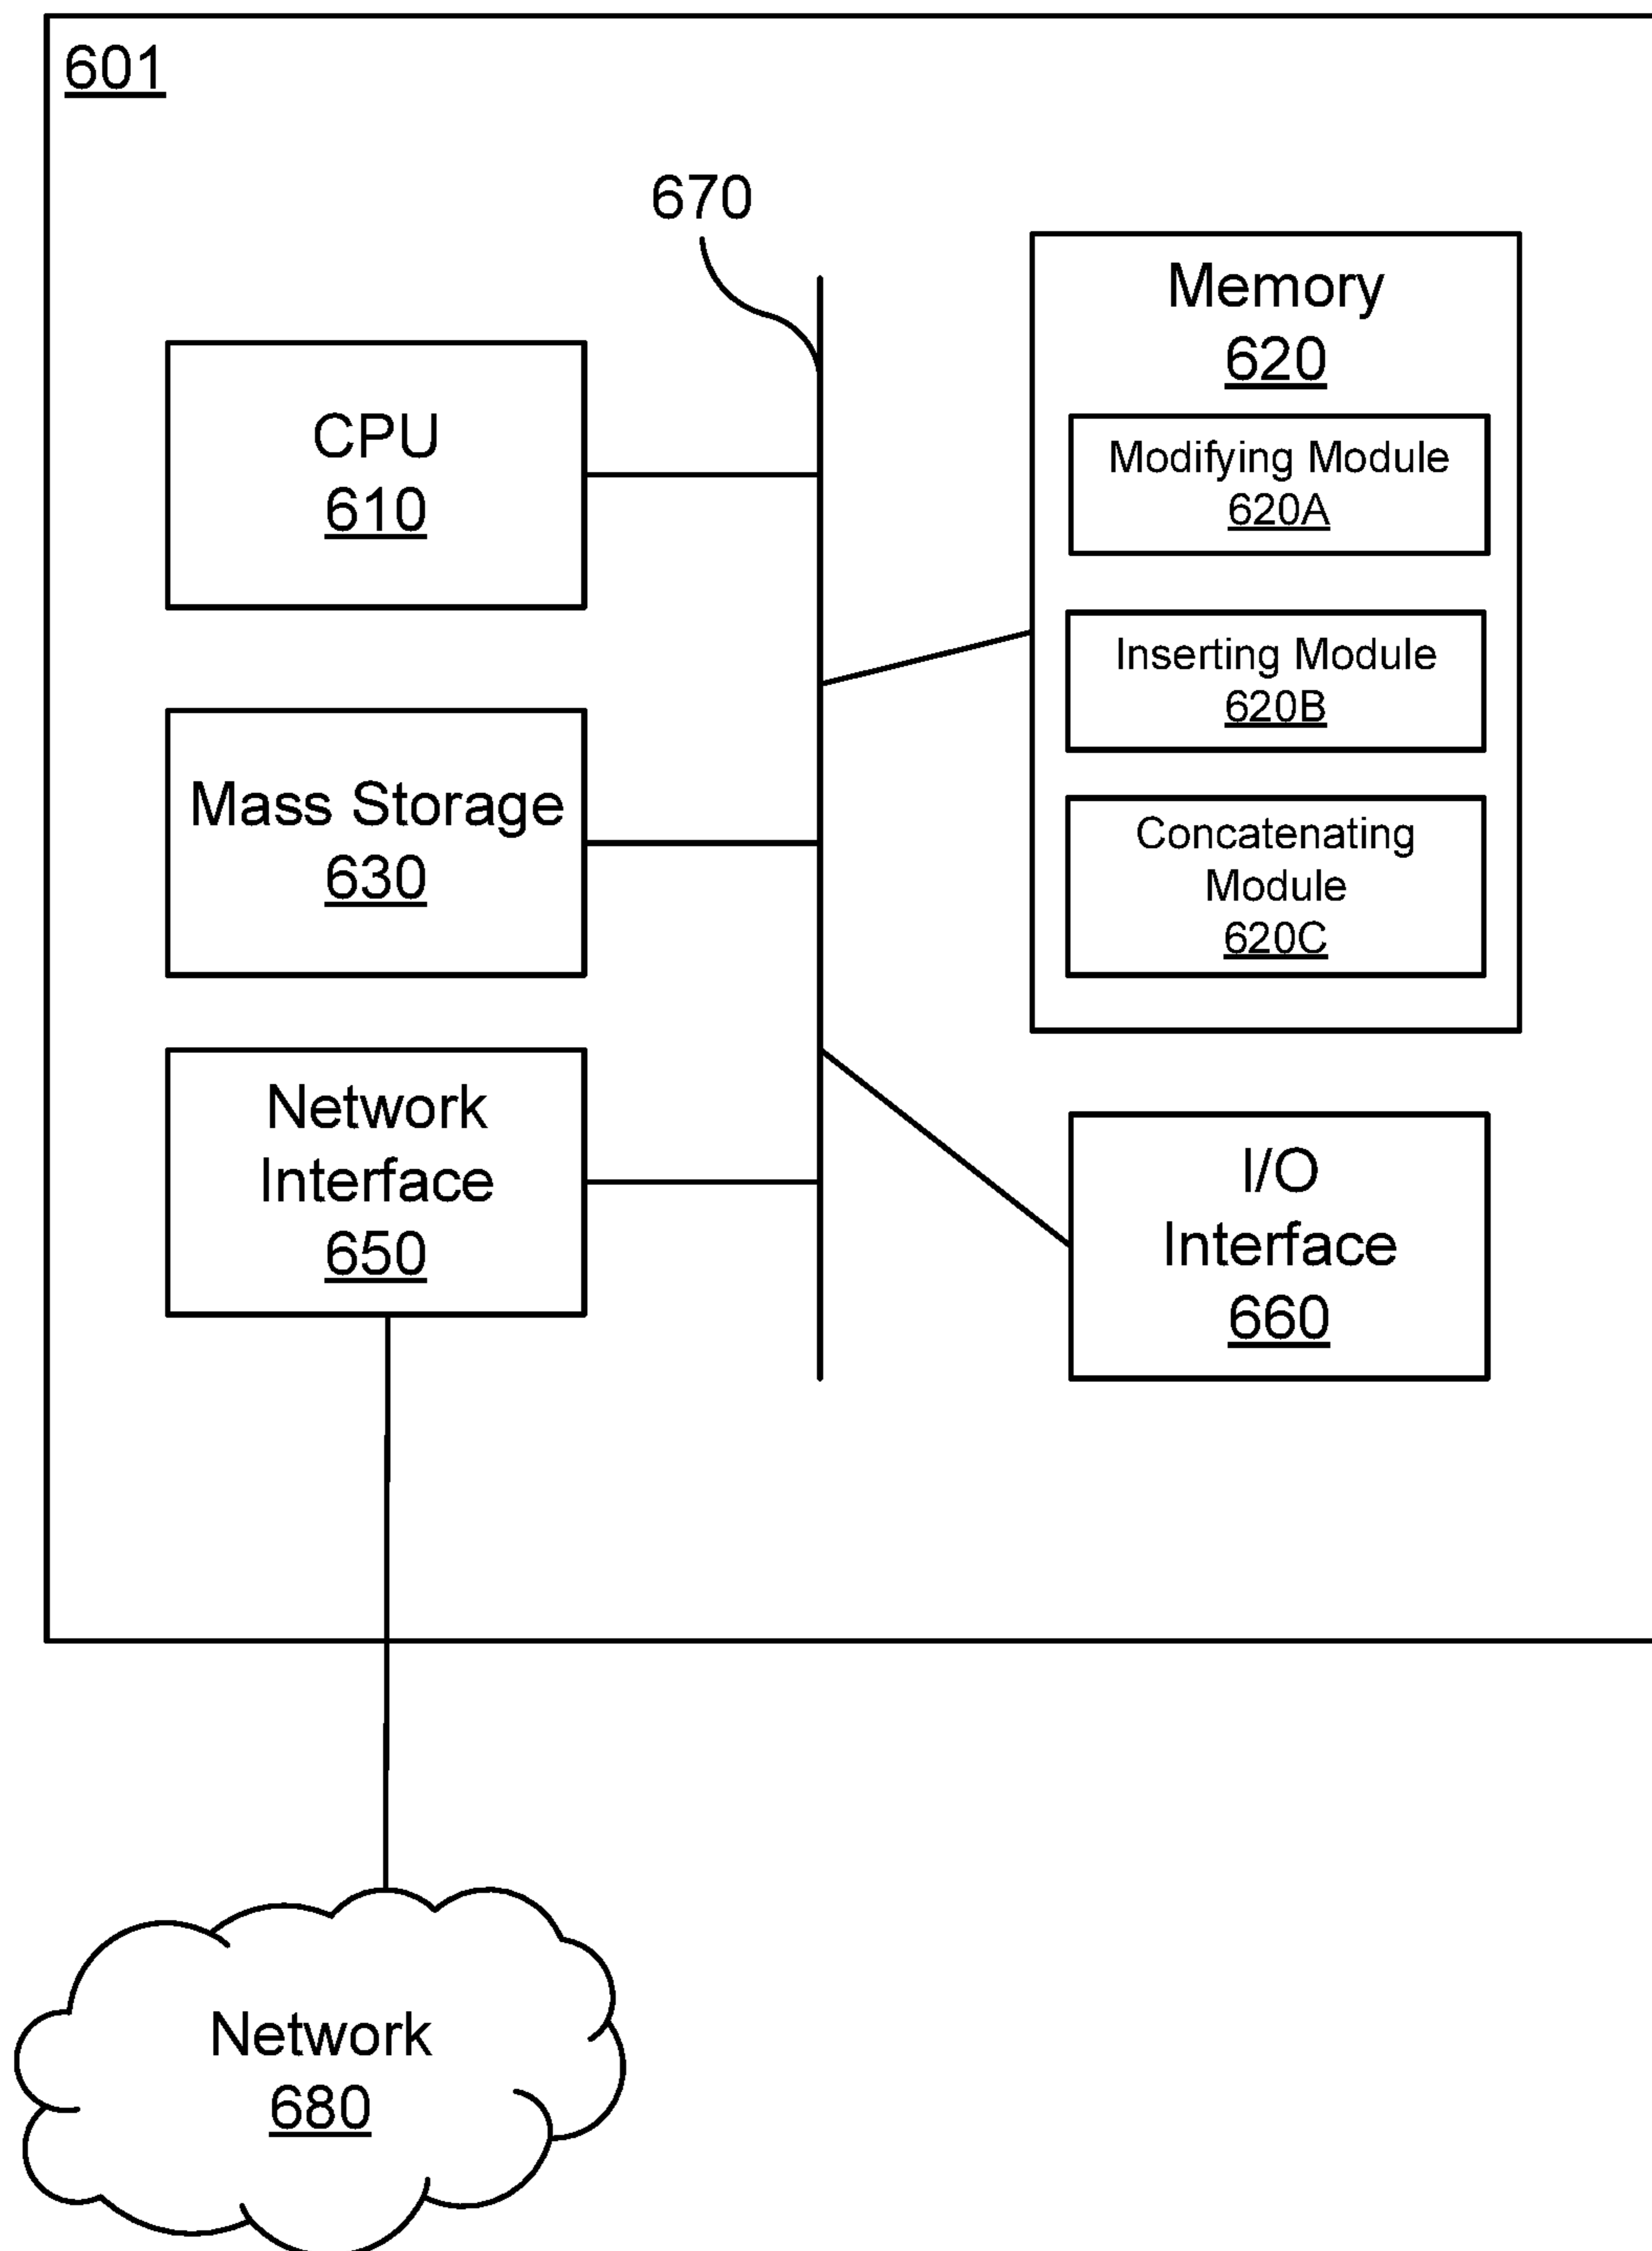 601
670
CPU
610
Mass Storage
630
Network
Interface
650
Memory
620
Modifying Module
620A
Inserting Module
620B
Concatenating
Module
620C
I/O
Interface
660
Network
680